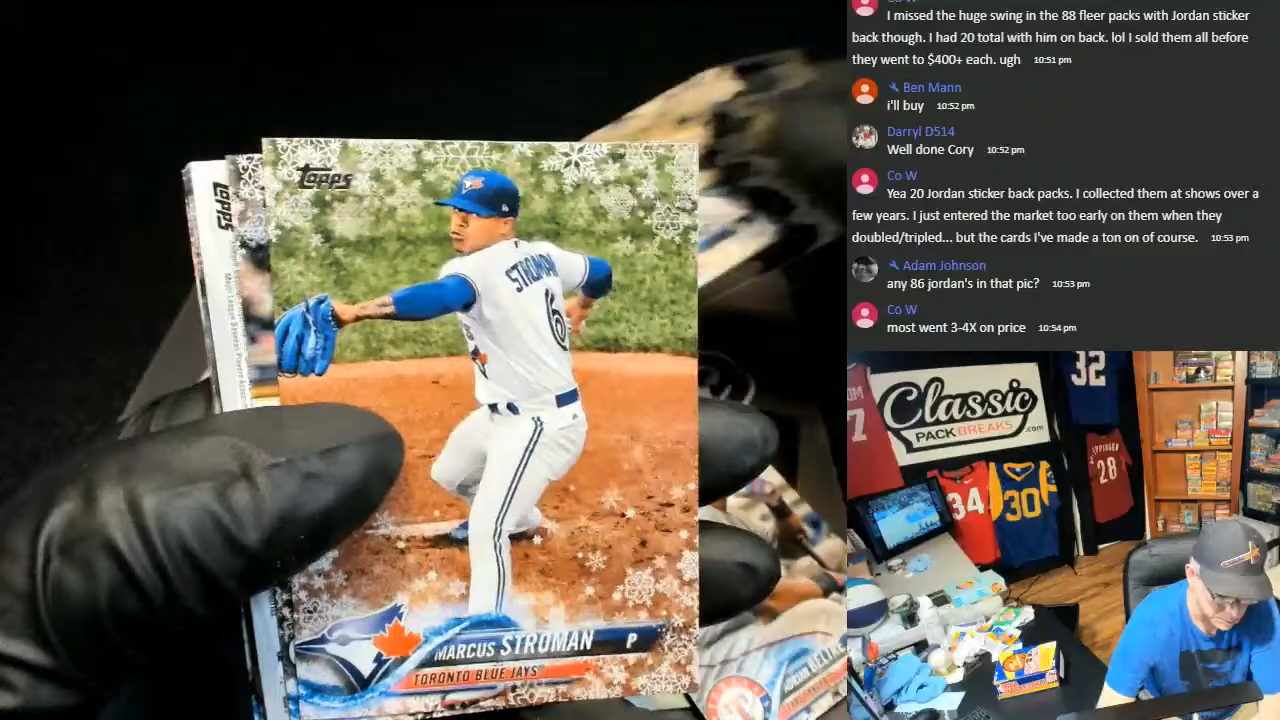 I missed the huge swing in the 88 fleer packs with Jordan sticker
back though. I had 20 total with him on back. lol I sold them all before
they went to $400+ each. ugh 10:51 pm
Ben Mann
i'll buy 10:52 pm
Darryl D514
Well done Cory 10:52 pm
Co W
Yea 20 Jordan sticker back packs. I collected them at shows over a
few years. I just entered the market too early on them when they
doubled/tripled... but the cards I've made a ton on of course. 10:53 pm
Adam Johnson
any 86 jordan's in that pic? 10:53 pm
Co W
most went 3-4X on price 10:54 pm
Topps
Topps
STROMAN
6
MARCUS STROMAN P
TORONTO BLUE JAYS
Major League Baseball Players
Classic
PACK BREAKS .com
32
7
34
30
28